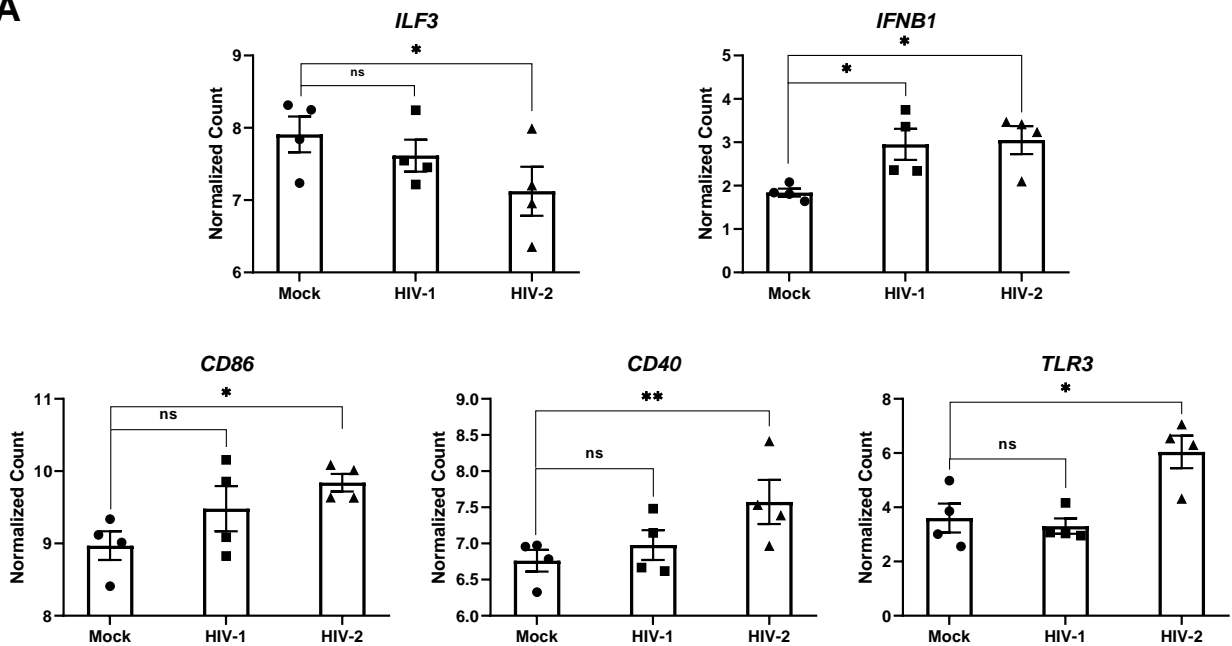 A
ILF3
*
ns
9
8
7
6
Normalized Count
Mock HIV-1 HIV-2
IFNB1
*
*
5
4
3
2
1
0
Normalized Count
Mock HIV-1 HIV-2
CD86
*
ns
11
10
9
8
Normalized Count
Mock HIV-1 HIV-2
CD40
**
ns
9.0
8.5
8.0
7.5
7.0
6.5
6.0
Normalized Count
Mock HIV-1 HIV-2
TLR3
*
ns
8
6
4
2
0
Normalized Count
Mock HIV-1 HIV-2